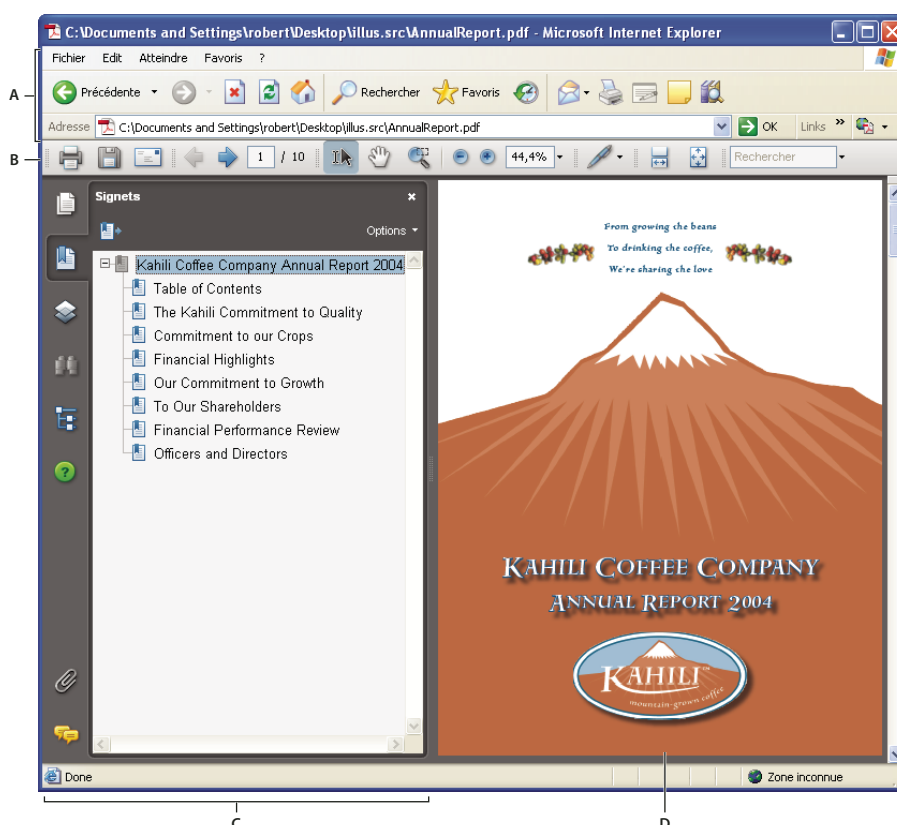 C:\Documents and Settings\robert\Desktop\illus.src\AnnualReport.pdf - Microsoft Internet Explorer
Fichier Edit Atteindre Favoris ?
A
Précédente Rechercher Favoris
Adresse C:\Documents and Settings\robert\Desktop\illus.src\AnnualReport.pdf OK Links »
B
1 / 10 44,4% Rechercher
Signets ×
Options
Kahili Coffee Company Annual Report 2004
Table of Contents
The Kahili Commitment to Quality
Commitment to our Crops
Financial Highlights
Our Commitment to Growth
To Our Shareholders
Financial Performance Review
Officers and Directors
From growing the beans
To drinking the coffee,
We're sharing the love
KAHILI COFFEE COMPANY
ANNUAL REPORT 2004
KAHILI™
mountain-grown coffee
Done Zone inconnue
C D